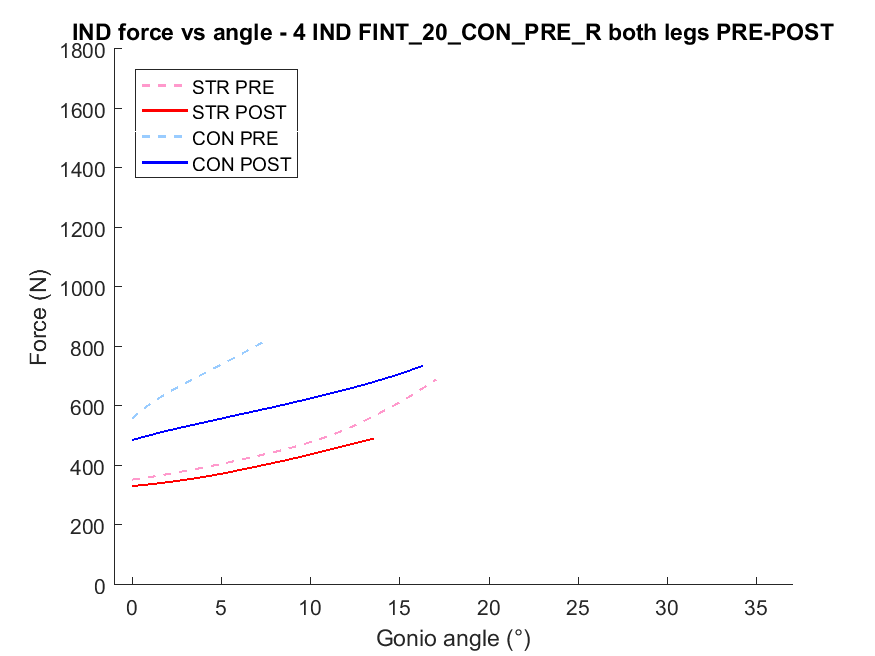 IND force vs angle - 4 IND FINT_20_CON_PRE_R both legs PRE-POST
1800
1800
1600
1400
1200
1000
800
600
400
200
0
STR PRE
STR POST
CON PRE
CON POST
Force (N)
0 5 10 15 20 25 30 35
Gonio angle (°)